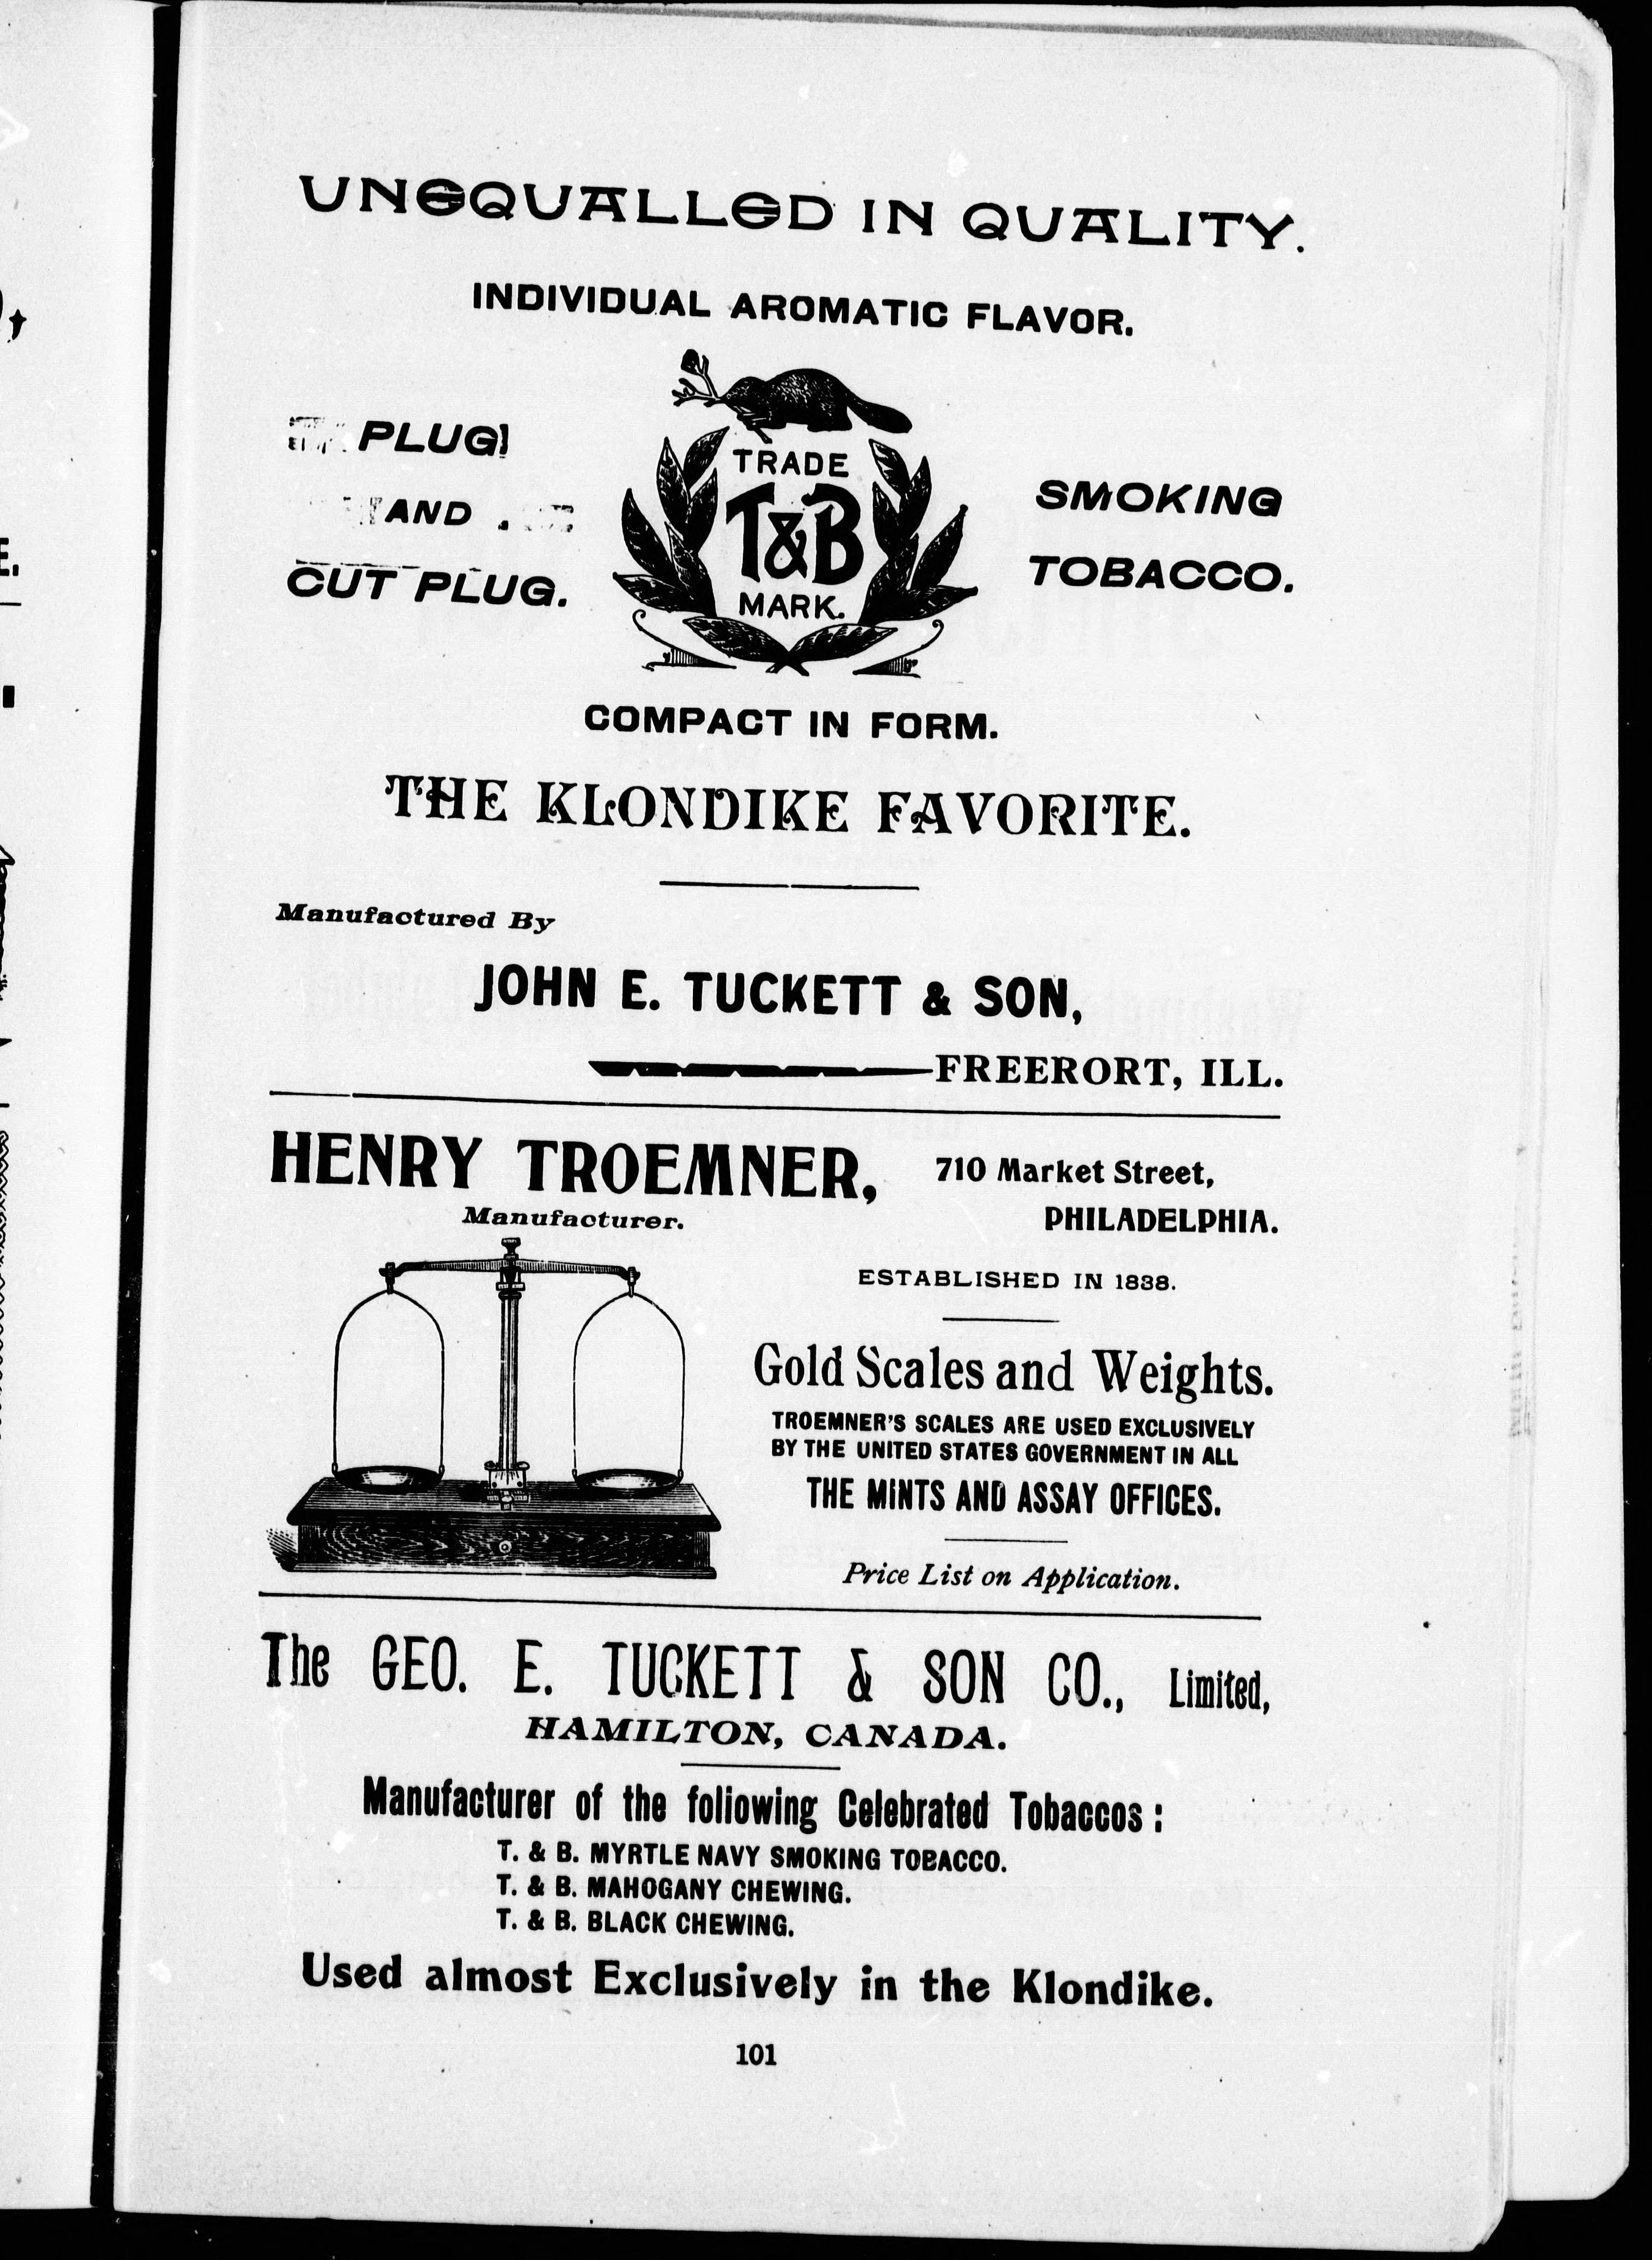 UNEQUALLED IN QUALITY.
INDIVIDUAL AROMATIC FLAVOR.
PLUG
AND
CUT PLUG.
TRADE
T&B
MARK.
SMOKING
TOBACCO.
COMPACT IN FORM.
THE KLONDIKE FAVORITE.
Manufactured By
JOHN E. TUCKETT & SON,
FREERORT, ILL.
HENRY TROEMNER,
Manufacturer.
710 Market Street,
PHILADELPHIA.
ESTABLISHED IN 1838.
Gold Scales and Weights.
TROEMNER'S SCALES ARE USED EXCLUSIVELY
BY THE UNITED STATES GOVERNMENT IN ALL
THE MINTS AND ASSAY OFFICES.
Price List on Application.
The GEO. E. TUCKETT & SON CO., Limited,
HAMILTON, CANADA.
Manufacturer of the foliowing Celebrated Tobaccos:
T. & B. MYRTLE NAVY SMOKING TOBACCO.
T. & B. MAHOGANY CHEWING.
T. & B. BLACK CHEWING.
Used almost Exclusively in the Klondike.
101